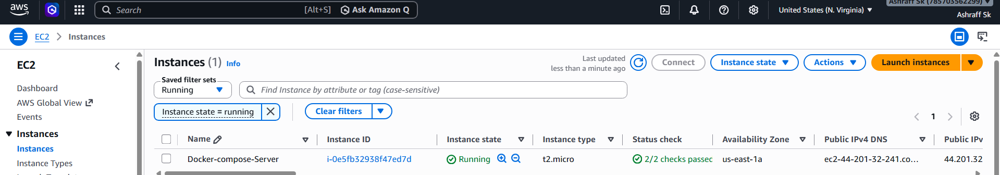 aws
Search [Alt+S] Ask Amazon Q
United States (N. Virginia)
Ashraff Sk (785703562299)
Ashraff Sk
EC2 Instances
EC2
Dashboard
AWS Global View
Events
Instances
Instances
Instance Types
Instances (1) Info
Last updated
less than a minute ago
Connect
Instance state
Actions
Launch instances
Saved filter sets
Running
Find Instance by attribute or tag (case-sensitive)
Instance state = running
Clear filters
1
Name Instance ID Instance state Instance type Status check Availability Zone Public IPv4 DNS Public IPv
Docker-compose-Server i-0e5fb32938f47ed7d Running t2.micro 2/2 checks passed us-east-1a ec2-44-201-32-241.co... 44.201.32